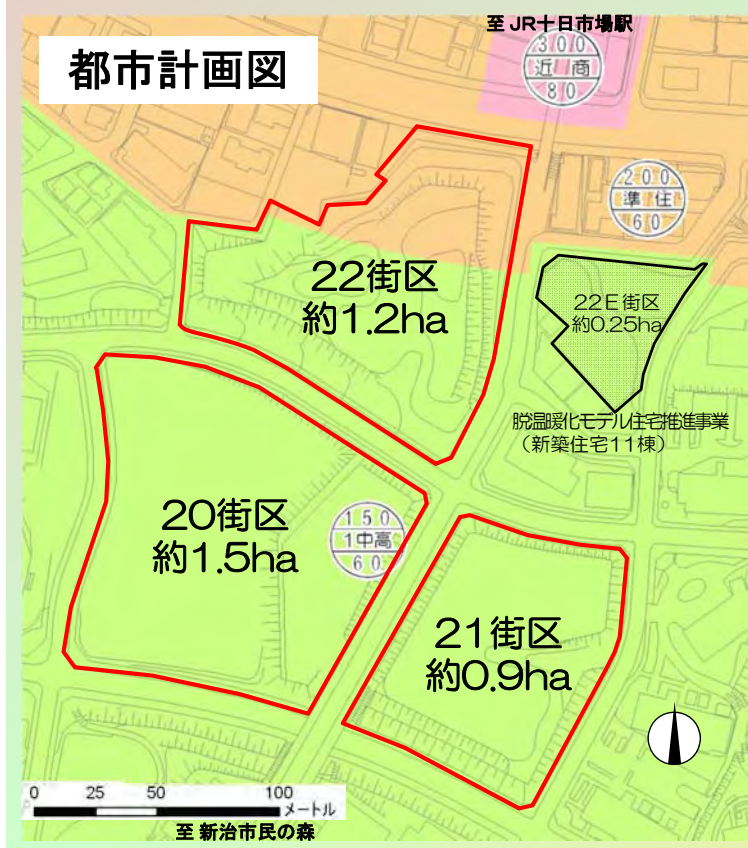 至 JR十日市場駅
都市計画図
300
近商
80
200
準住
60
22街区
約1.2ha
22E街区
約0.25ha
脱温暖化モデル住宅推進事業
（新築住宅11棟）
20街区
約1.5ha
150
1中高
60
21街区
約0.9ha
0 25 50 100
メートル
至 新治市民の森